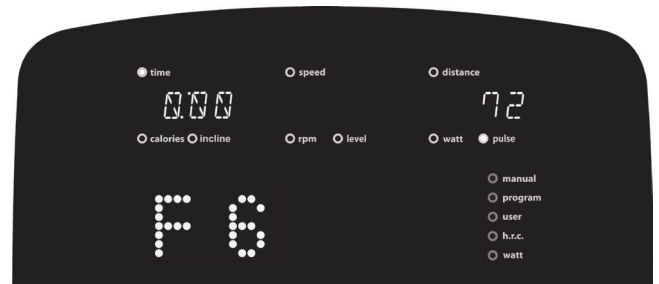 time speed distance
0:00 72
calories incline rpm level watt pulse
manual
program
user
h.r.c.
watt
F 6